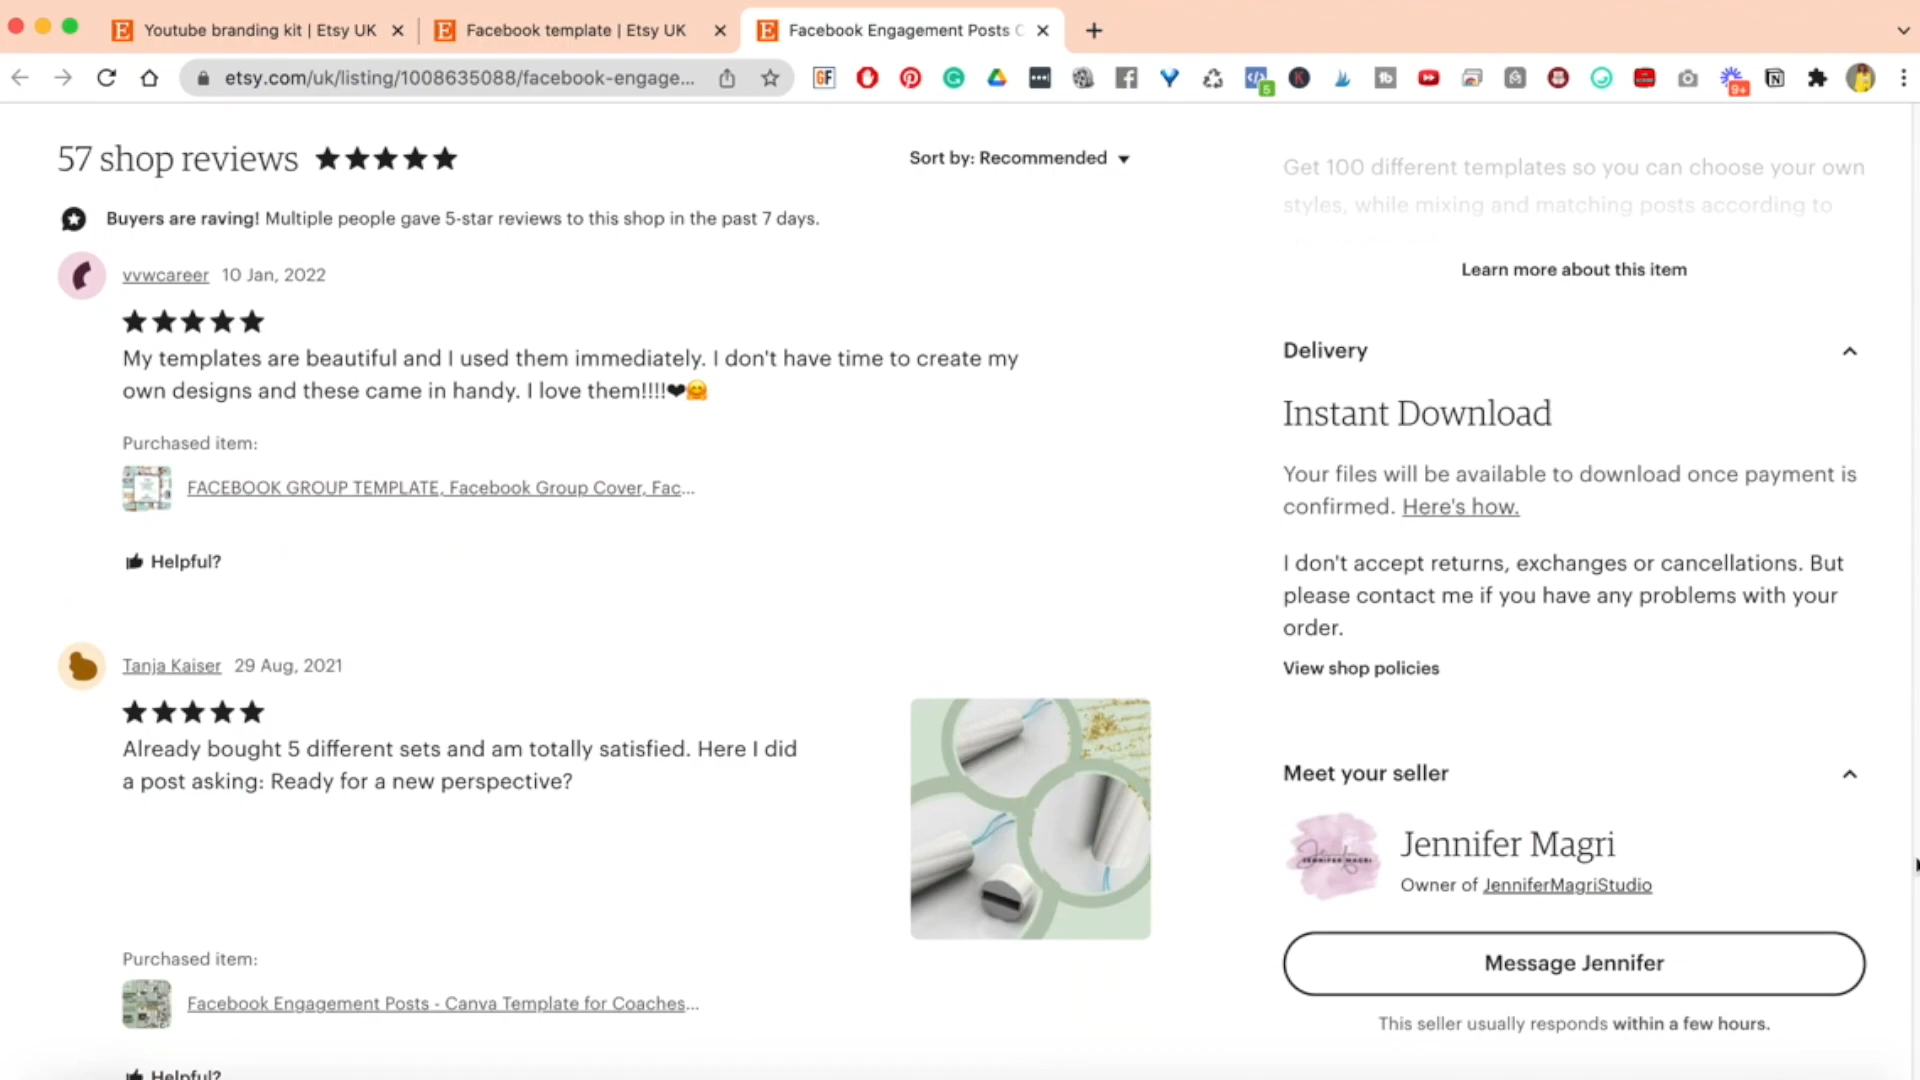 Youtube branding kit | Etsy UK
Facebook template | Etsy UK
Facebook Engagement Posts C
etsy.com/uk/listing/1008635088/facebook-engage...
5
9+
57 shop reviews
Sort by: Recommended
Buyers are raving! Multiple people gave 5-star reviews to this shop in the past 7 days.
vvwcareer 10 Jan, 2022
My templates are beautiful and I used them immediately. I don't have time to create my
own designs and these came in handy. I love them!!!!❤🤗
Purchased item:
FACEBOOK GROUP TEMPLATE, Facebook Group Cover, Fac...
Helpful?
Tanja Kaiser 29 Aug, 2021
Already bought 5 different sets and am totally satisfied. Here I did
a post asking: Ready for a new perspective?
Purchased item:
Facebook Engagement Posts - Canva Template for Coaches...
Helpful?
Get 100 different templates so you can choose your own
styles, while mixing and matching posts according to
Learn more about this item
Delivery
Instant Download
Your files will be available to download once payment is
confirmed. Here's how.
I don't accept returns, exchanges or cancellations. But
please contact me if you have any problems with your
order.
View shop policies
Meet your seller
JENNIFER MAGRI
Jennifer Magri
Owner of JenniferMagriStudio
Message Jennifer
This seller usually responds within a few hours.